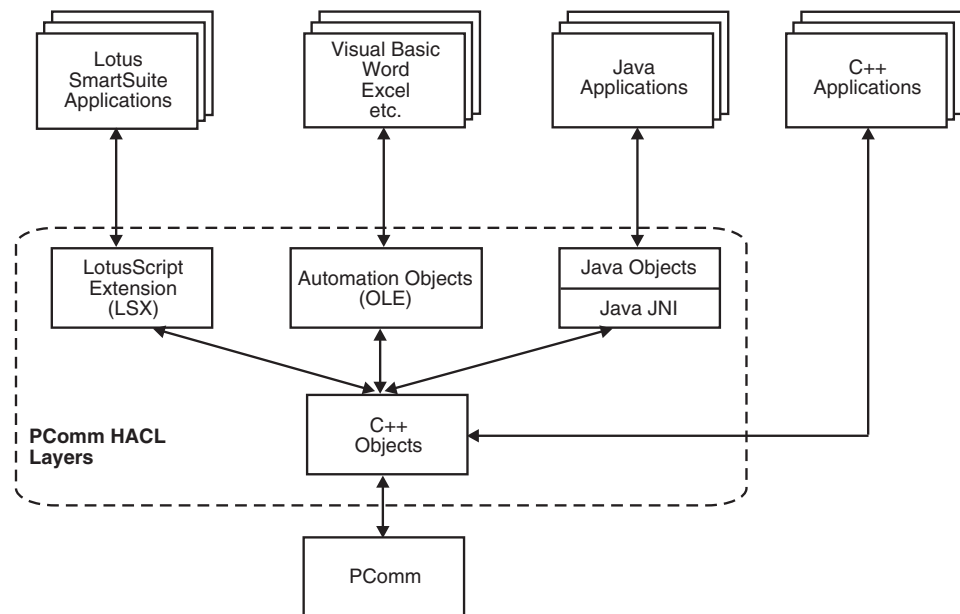 Lotus
SmartSuite
Applications
Visual Basic
Word
Excel
etc.
Java
Applications
C++
Applications
LotusScript
Extension
(LSX)
Automation Objects
(OLE)
Java Objects
Java JNI
PComm HACL
Layers
C++
Objects
PComm